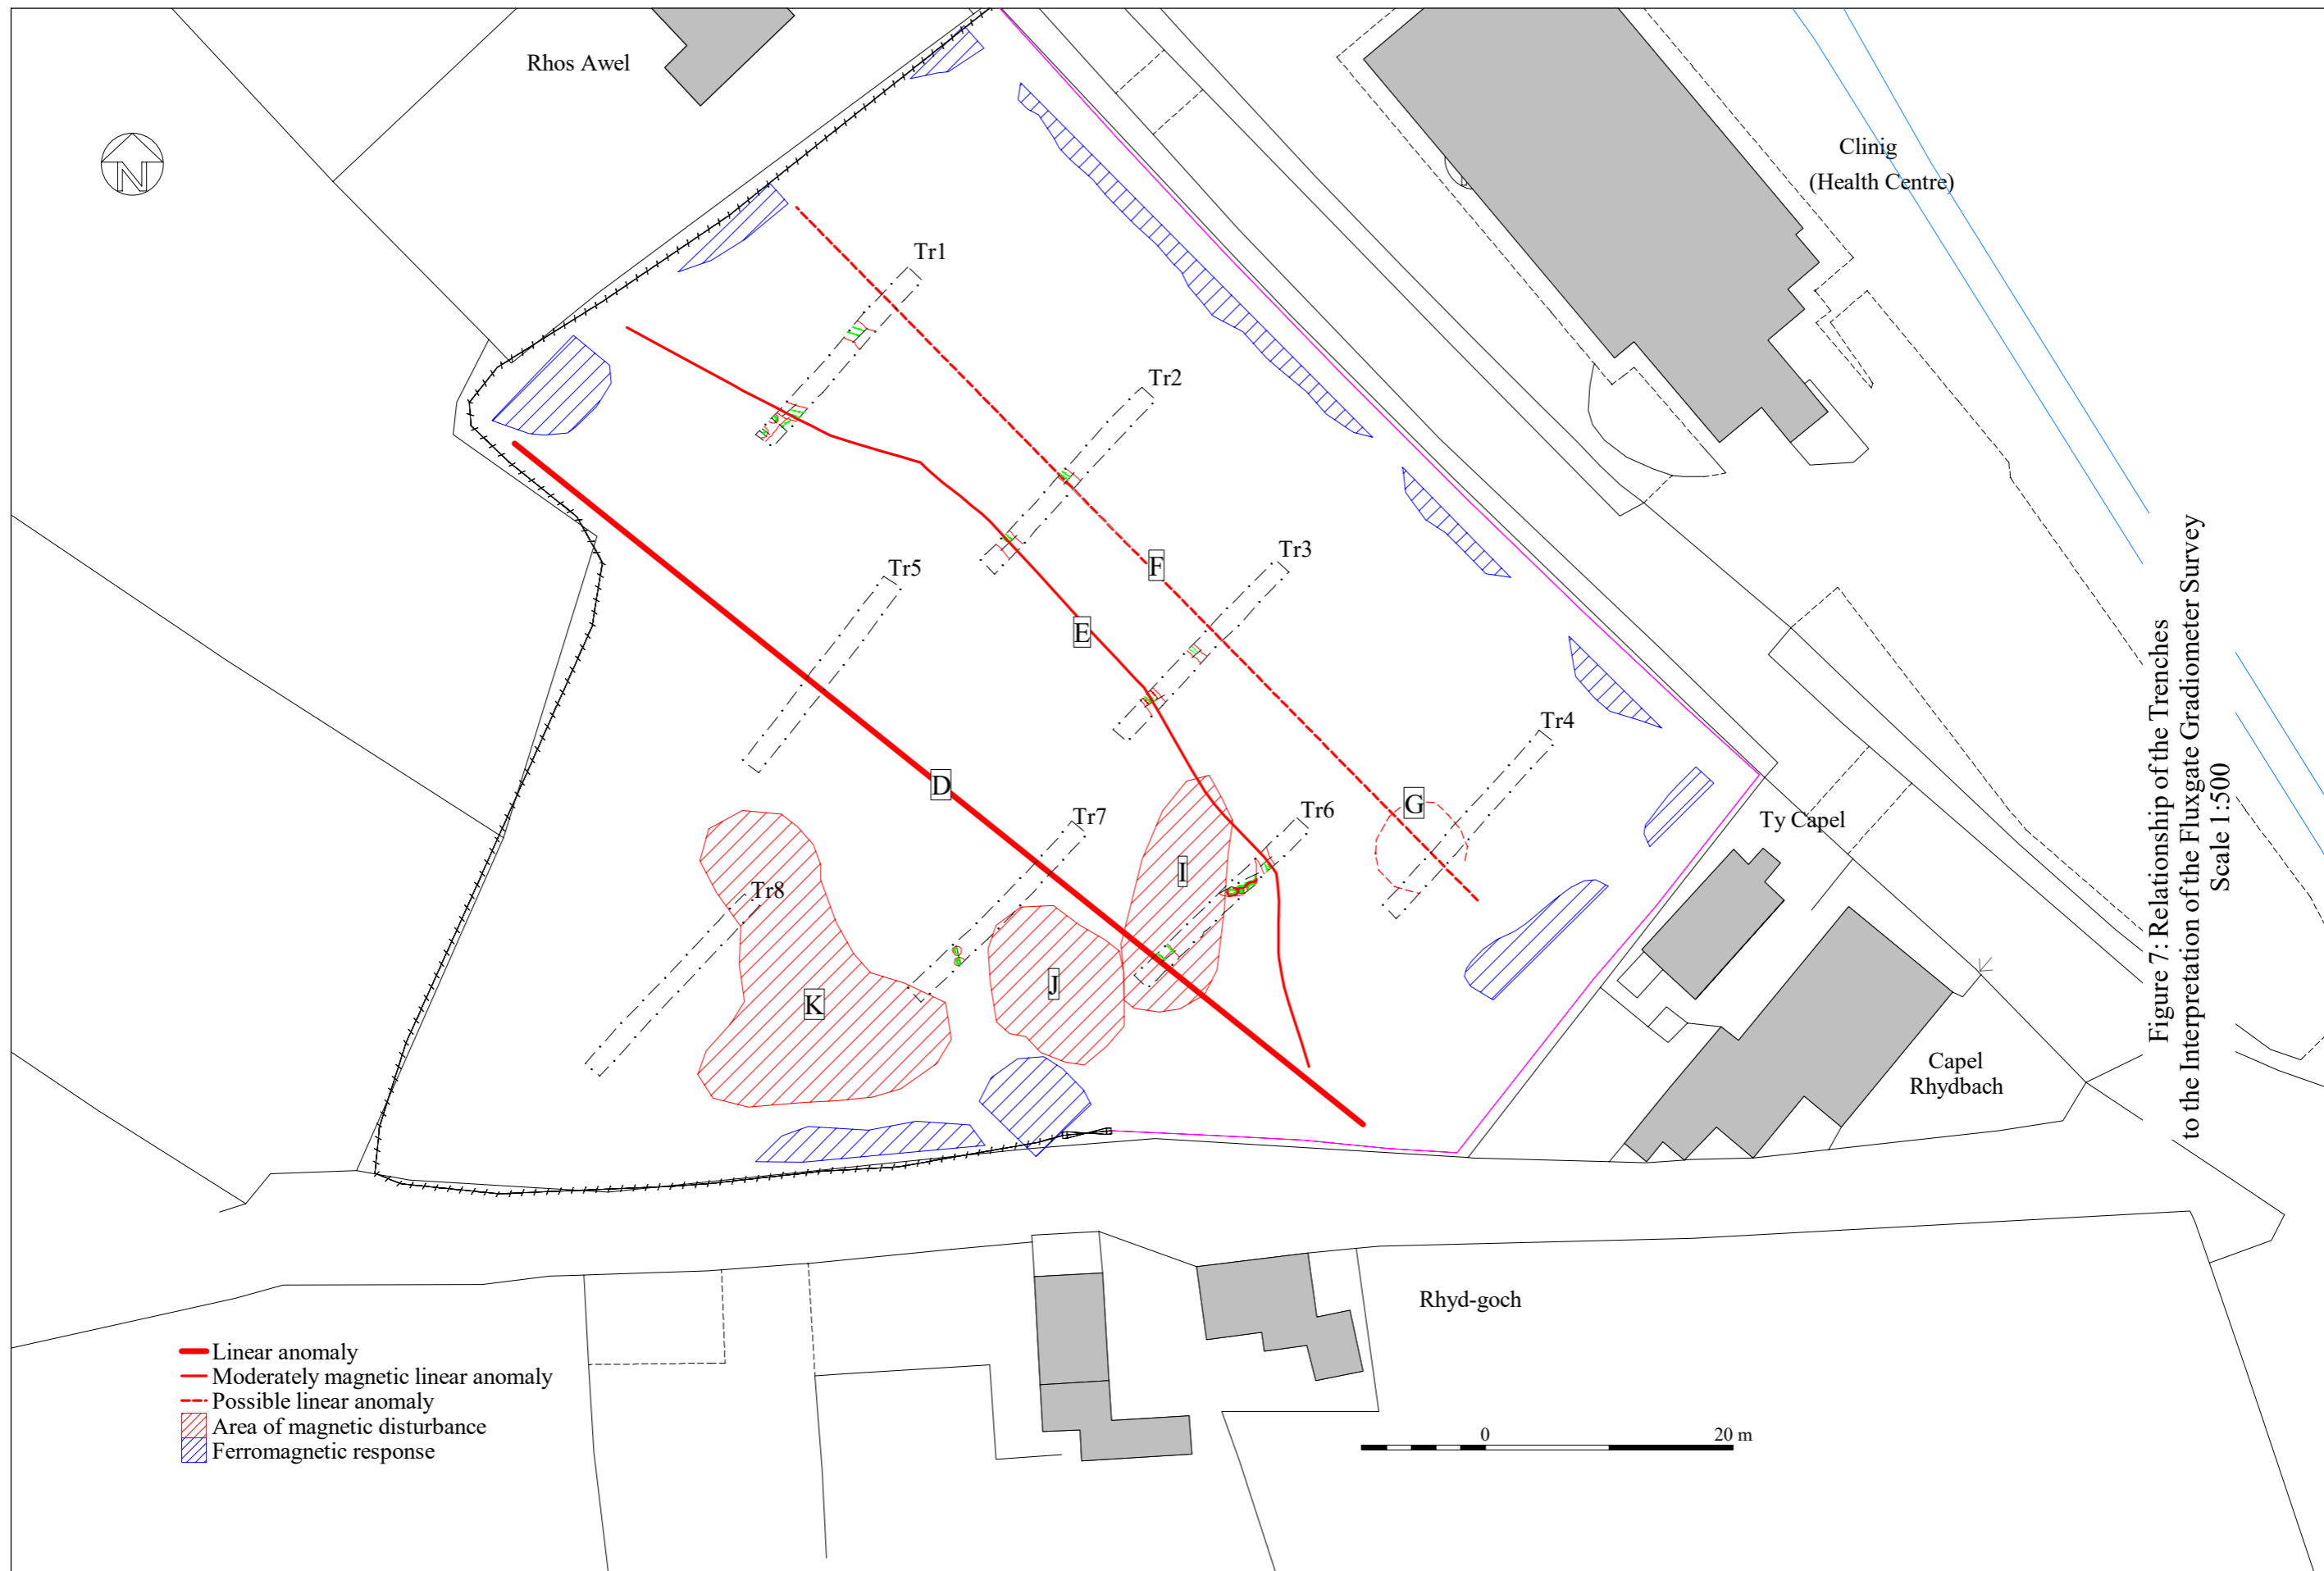 Rhos Awel
N
Clinig
(Health Centre)
Tr1
Tr2
Tr3
F
Tr5
E
Tr4
D
G
Tr7
Tr6
Ty Capel
I
Tr8
J
K
Capel
Rhydbach
Rhyd-goch
Linear anomaly
Moderately magnetic linear anomaly
Possible linear anomaly
Area of magnetic disturbance
Ferromagnetic response
0 20 m
Figure 7: Relationship of the Trenches
to the Interpretation of the Fluxgate Gradiometer Survey
Scale 1:500